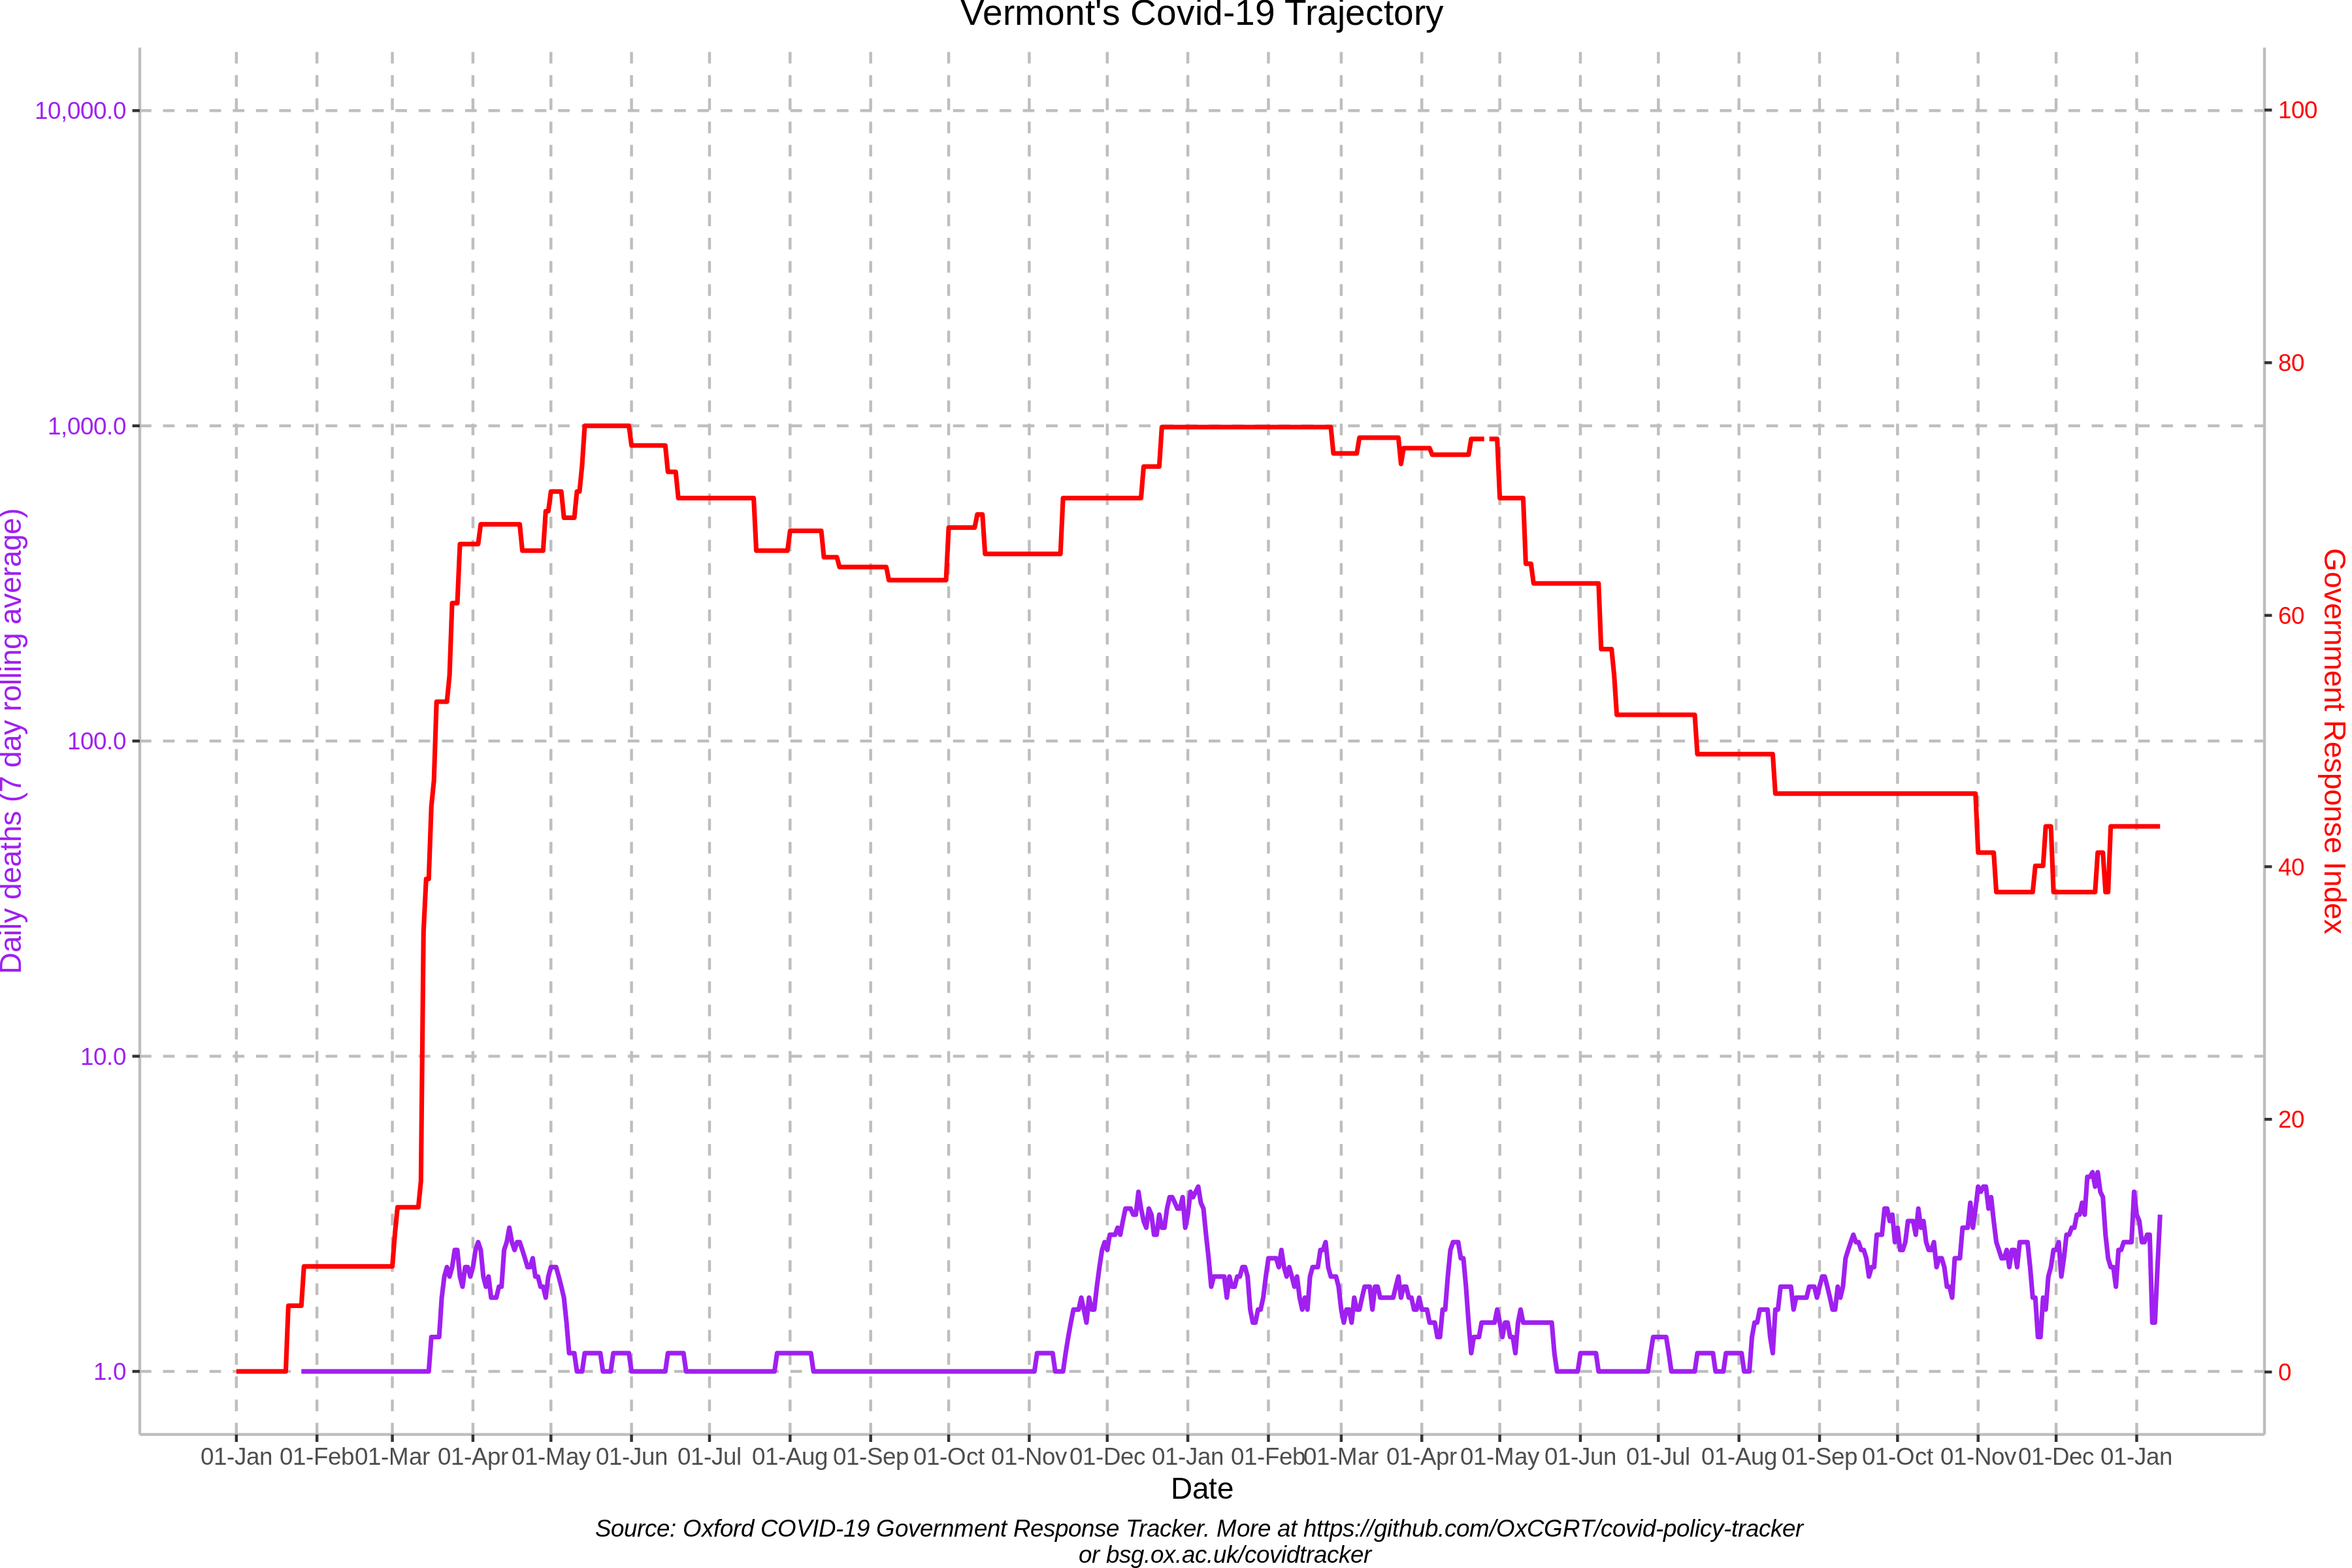 Vermont's Covid-19 Trajectory
10,000.0
1,000.0
100.0
10.0
1.0
Daily deaths (7 day rolling average)
100
80
60
40
20
0
Government Response Index
01-Jan 01-Feb 01-Mar 01-Apr 01-May 01-Jun 01-Jul 01-Aug 01-Sep 01-Oct 01-Nov 01-Dec 01-Jan 01-Feb 01-Mar 01-Apr 01-May 01-Jun 01-Jul 01-Aug 01-Sep 01-Oct 01-Nov 01-Dec 01-Jan
Date
Source: Oxford COVID-19 Government Response Tracker. More at https://github.com/OxCGRT/covid-policy-tracker
or bsg.ox.ac.uk/covidtracker